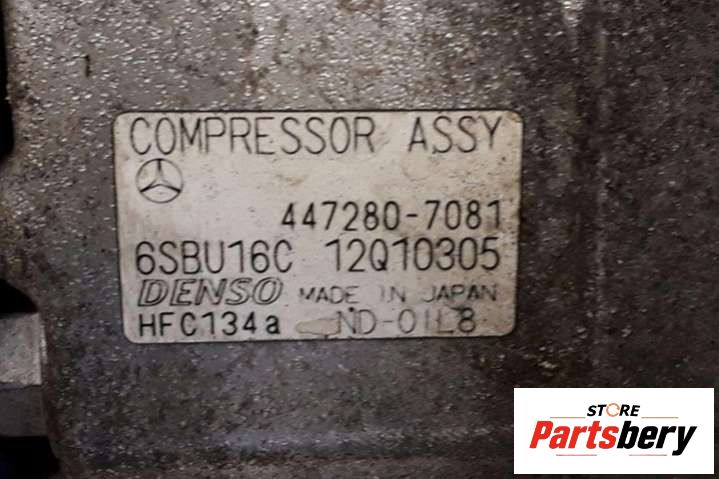 COMPRESSOR ASSY
447280-7081
6SBU16C 12Q10305
DENSO MADE IN JAPAN
HFC134a ND-OIL8
STORE
Partsbery